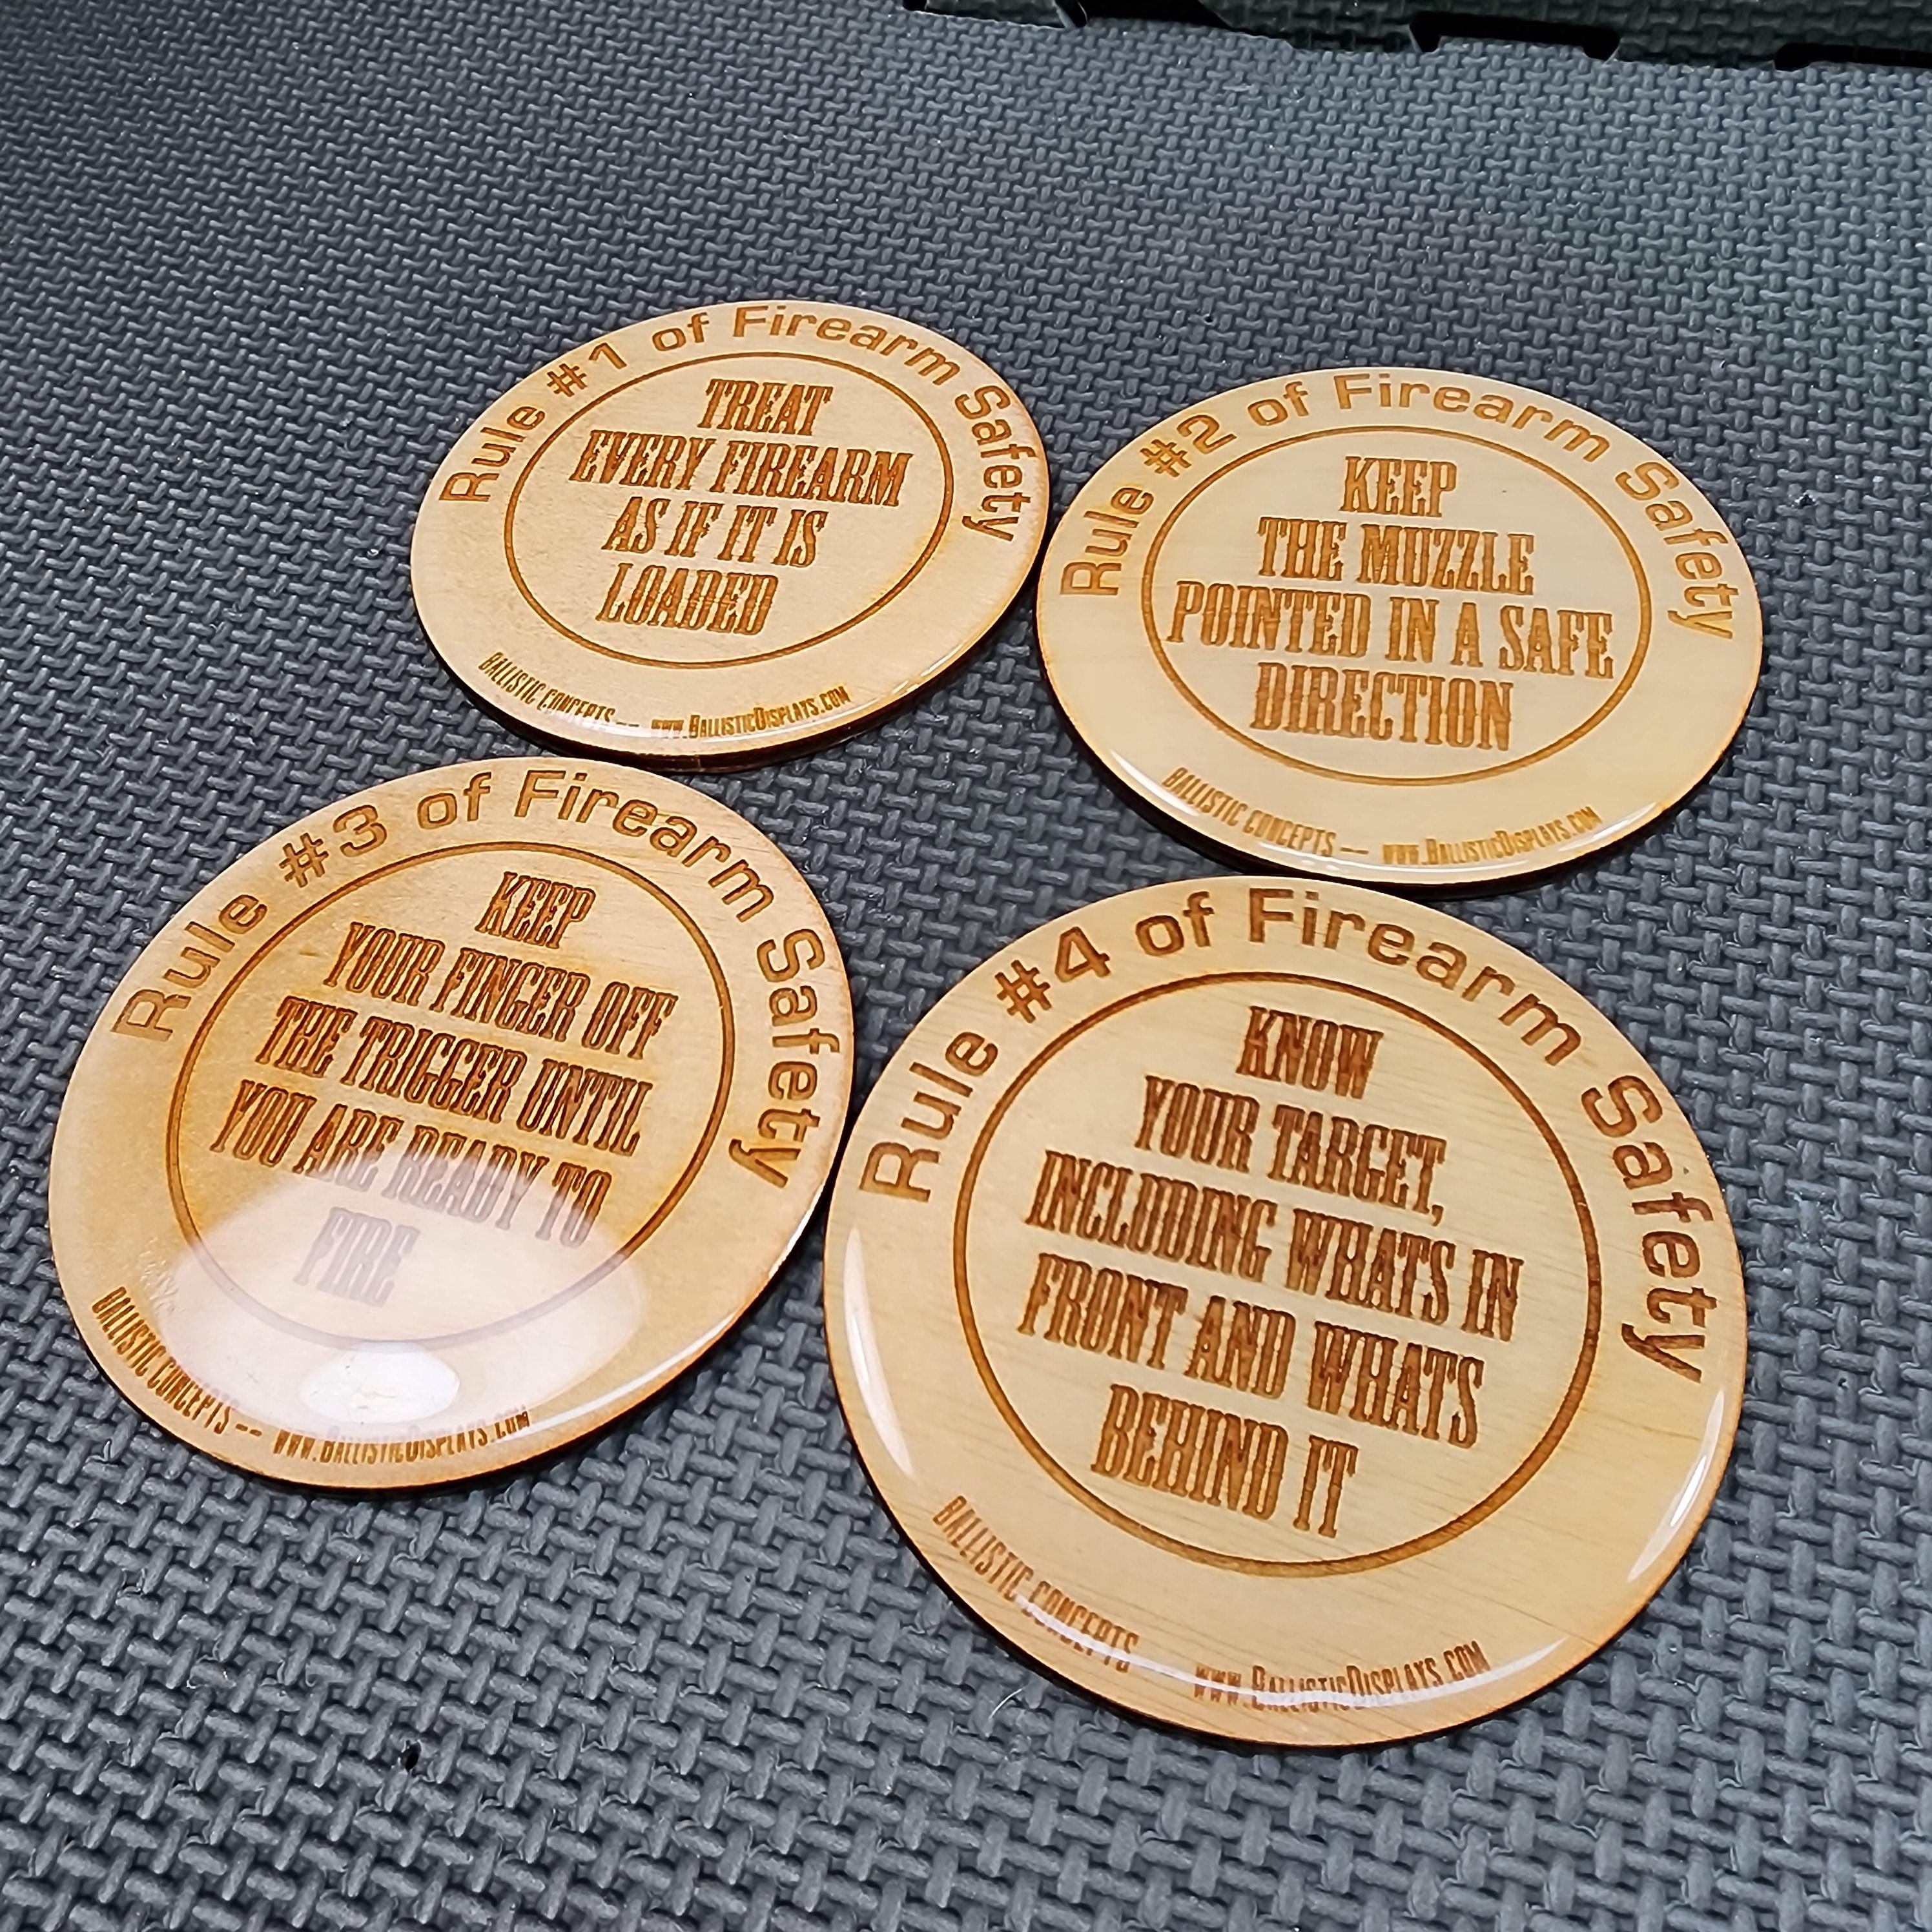 Rule #1 of Firearm Safety
TREAT
EVERY FIREARM
AS IF IT IS
LOADED
BALLISTIC CONCEPTS -- www.BALLISTICDISPLAYS.COM
Rule #2 of Firearm Safety
KEEP
THE MUZZLE
POINTED IN A SAFE
DIRECTION
BALLISTIC CONCEPTS -- www.BALLISTICDISPLAYS.COM
Rule #3 of Firearm Safety
KEEP
YOUR FINGER OFF
THE TRIGGER UNTIL
YOU ARE READY TO
FIRE
BALLISTIC CONCEPTS -- www.BALLISTICDISPLAYS.COM
Rule #4 of Firearm Safety
KNOW
YOUR TARGET,
INCLUDING WHATS IN
FRONT AND WHATS
BEHIND IT
BALLISTIC CONCEPTS www.BALLISTICDISPLAYS.COM